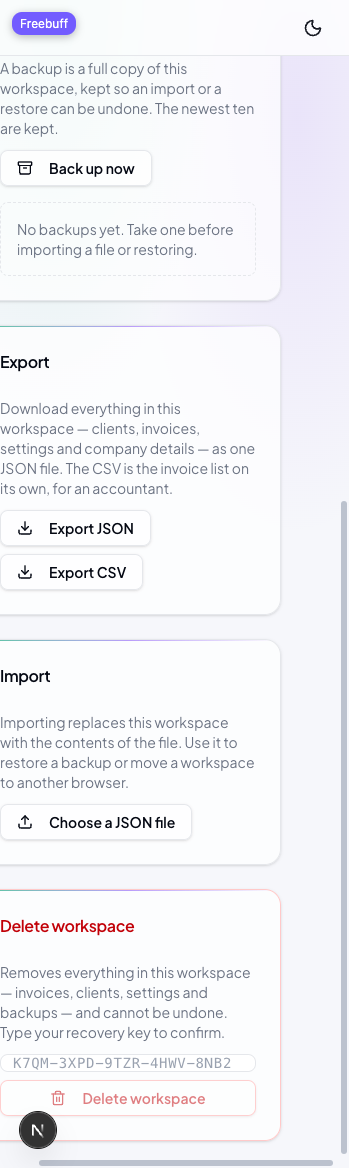 Freebuff
A backup is a full copy of this
workspace, kept so an import or a
restore can be undone. The newest ten
are kept.
Back up now
No backups yet. Take one before
importing a file or restoring.
Export
Download everything in this
workspace — clients, invoices,
settings and company details — as one
JSON file. The CSV is the invoice list on
its own, for an accountant.
Export JSON
Export CSV
Import
Importing replaces this workspace
with the contents of the file. Use it to
restore a backup or move a workspace
to another browser.
Choose a JSON file
Delete workspace
Removes everything in this workspace
— invoices, clients, settings and
backups — and cannot be undone.
Type your recovery key to confirm.
K7QM-3XPD-9TZR-4HWV-8NB2
Delete workspace
N